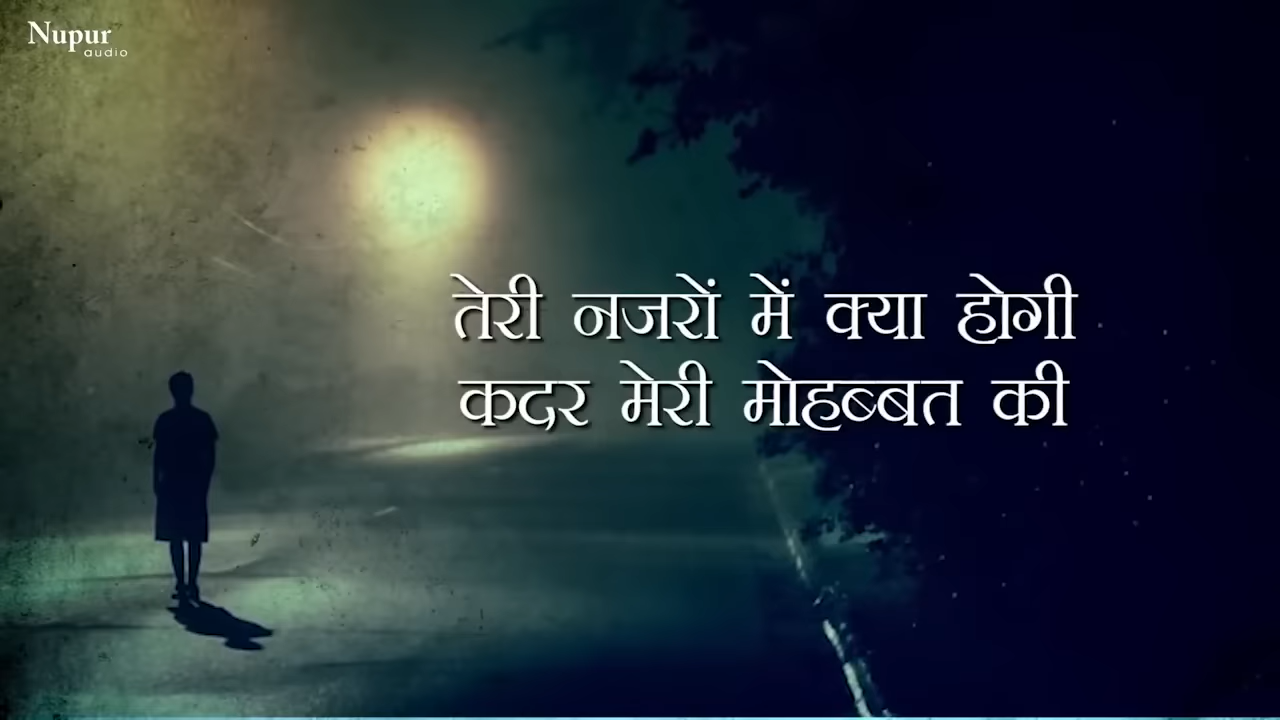 Nupur
audio
तेरी नजरों में क्या होगी
कदर मेरी मोहब्बत की